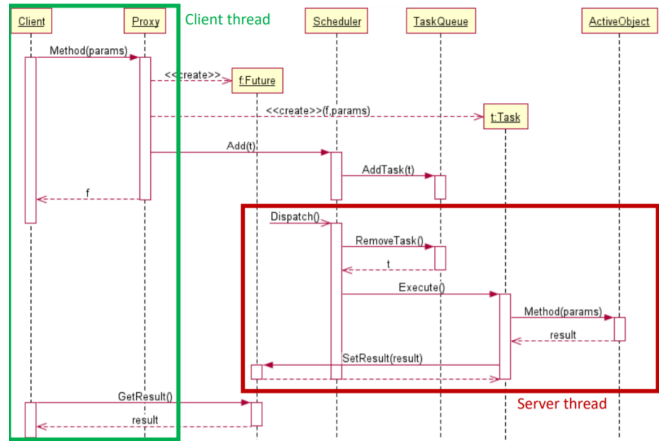 Client
Proxy
Client thread
Scheduler
TaskQueue
ActiveObject
Method(params)
<<create>>
f:Future
<<create>>(f,params)
t:Task
Add(t)
AddTask(t)
f
Dispatch()
RemoveTask()
t
Execute()
Method(params)
result
SetResult(result)
GetResult()
Server thread
result